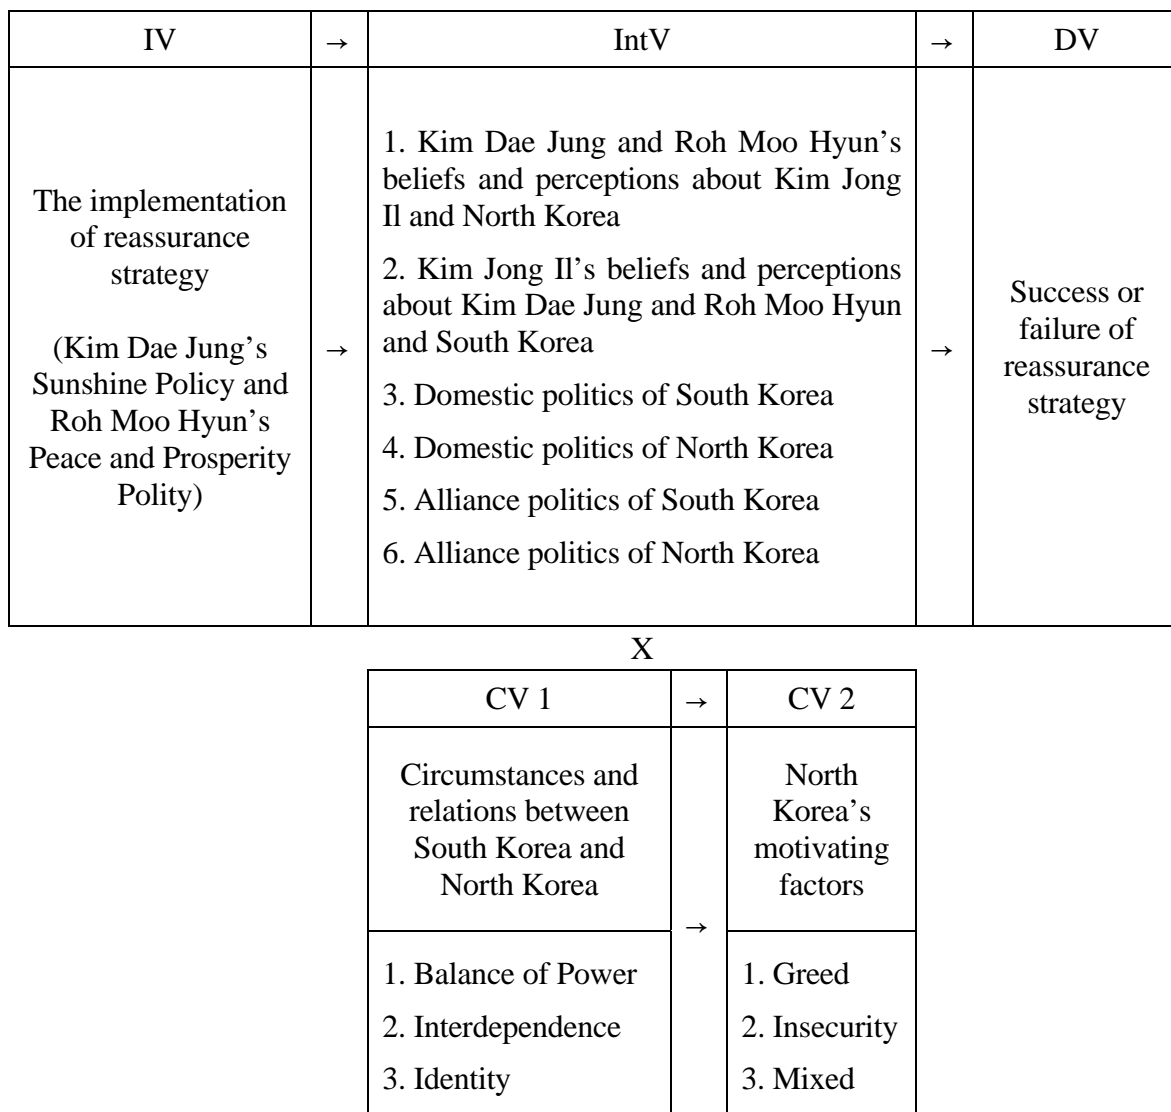 IV → IntV → DV
The implementation
of reassurance
strategy
(Kim Dae Jung’s
Sunshine Policy and
Roh Moo Hyun’s
Peace and Prosperity
Polity)
→
1. Kim Dae Jung and Roh Moo Hyun’s
beliefs and perceptions about Kim Jong
Il and North Korea
2. Kim Jong Il’s beliefs and perceptions
about Kim Dae Jung and Roh Moo Hyun
and South Korea
3. Domestic politics of South Korea
4. Domestic politics of North Korea
5. Alliance politics of South Korea
6. Alliance politics of North Korea
→
Success or
failure of
reassurance
strategy
X
CV 1 → CV 2
Circumstances and
relations between
South Korea and
North Korea
→
North
Korea’s
motivating
factors
1. Balance of Power
2. Interdependence
3. Identity
1. Greed
2. Insecurity
3. Mixed